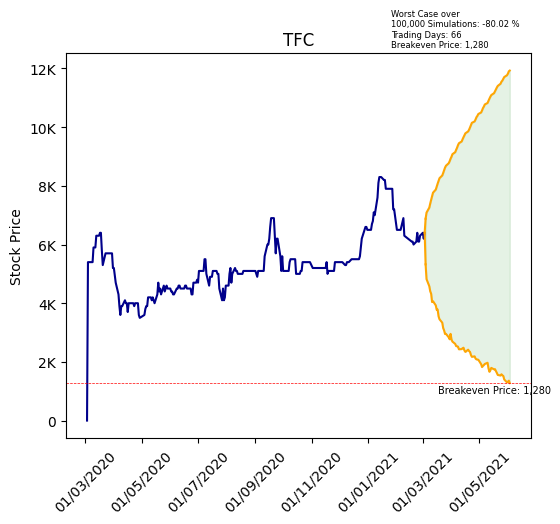 Worst Case over
100,000 Simulations: -80.02 %
Trading Days: 66
Breakeven Price: 1,280
TFC
Stock Price
12K
10K
8K
6K
4K
2K
0
Breakeven Price: 1,280
01/03/2020
01/05/2020
01/07/2020
01/09/2020
01/11/2020
01/01/2021
01/03/2021
01/05/2021